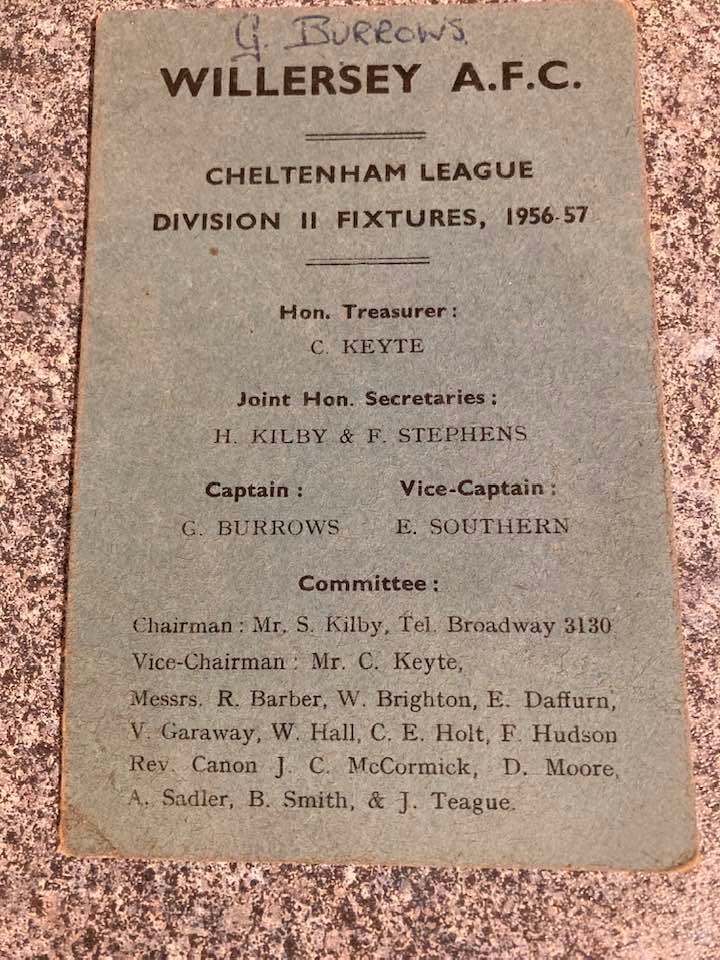 G. BURROWS
WILLERSEY A.F.C.
CHELTENHAM LEAGUE
DIVISION II FIXTURES, 1956-57
Hon. Treasurer:
C. KEYTE
Joint Hon. Secretaries:
H. KILBY & F. STEPHENS
Captain: Vice-Captain:
G. BURROWS E. SOUTHERN
Committee:
Chairman: Mr. S. Kilby, Tel. Broadway 3130
Vice-Chairman: Mr. C. Keyte,
Messrs. R. Barber, W. Brighton, E. Daffurn,
V. Garaway, W. Hall, C. E. Holt, F. Hudson
Rev. Canon J. C. McCormick, D. Moore,
A. Sadler, B. Smith, & J. Teague.